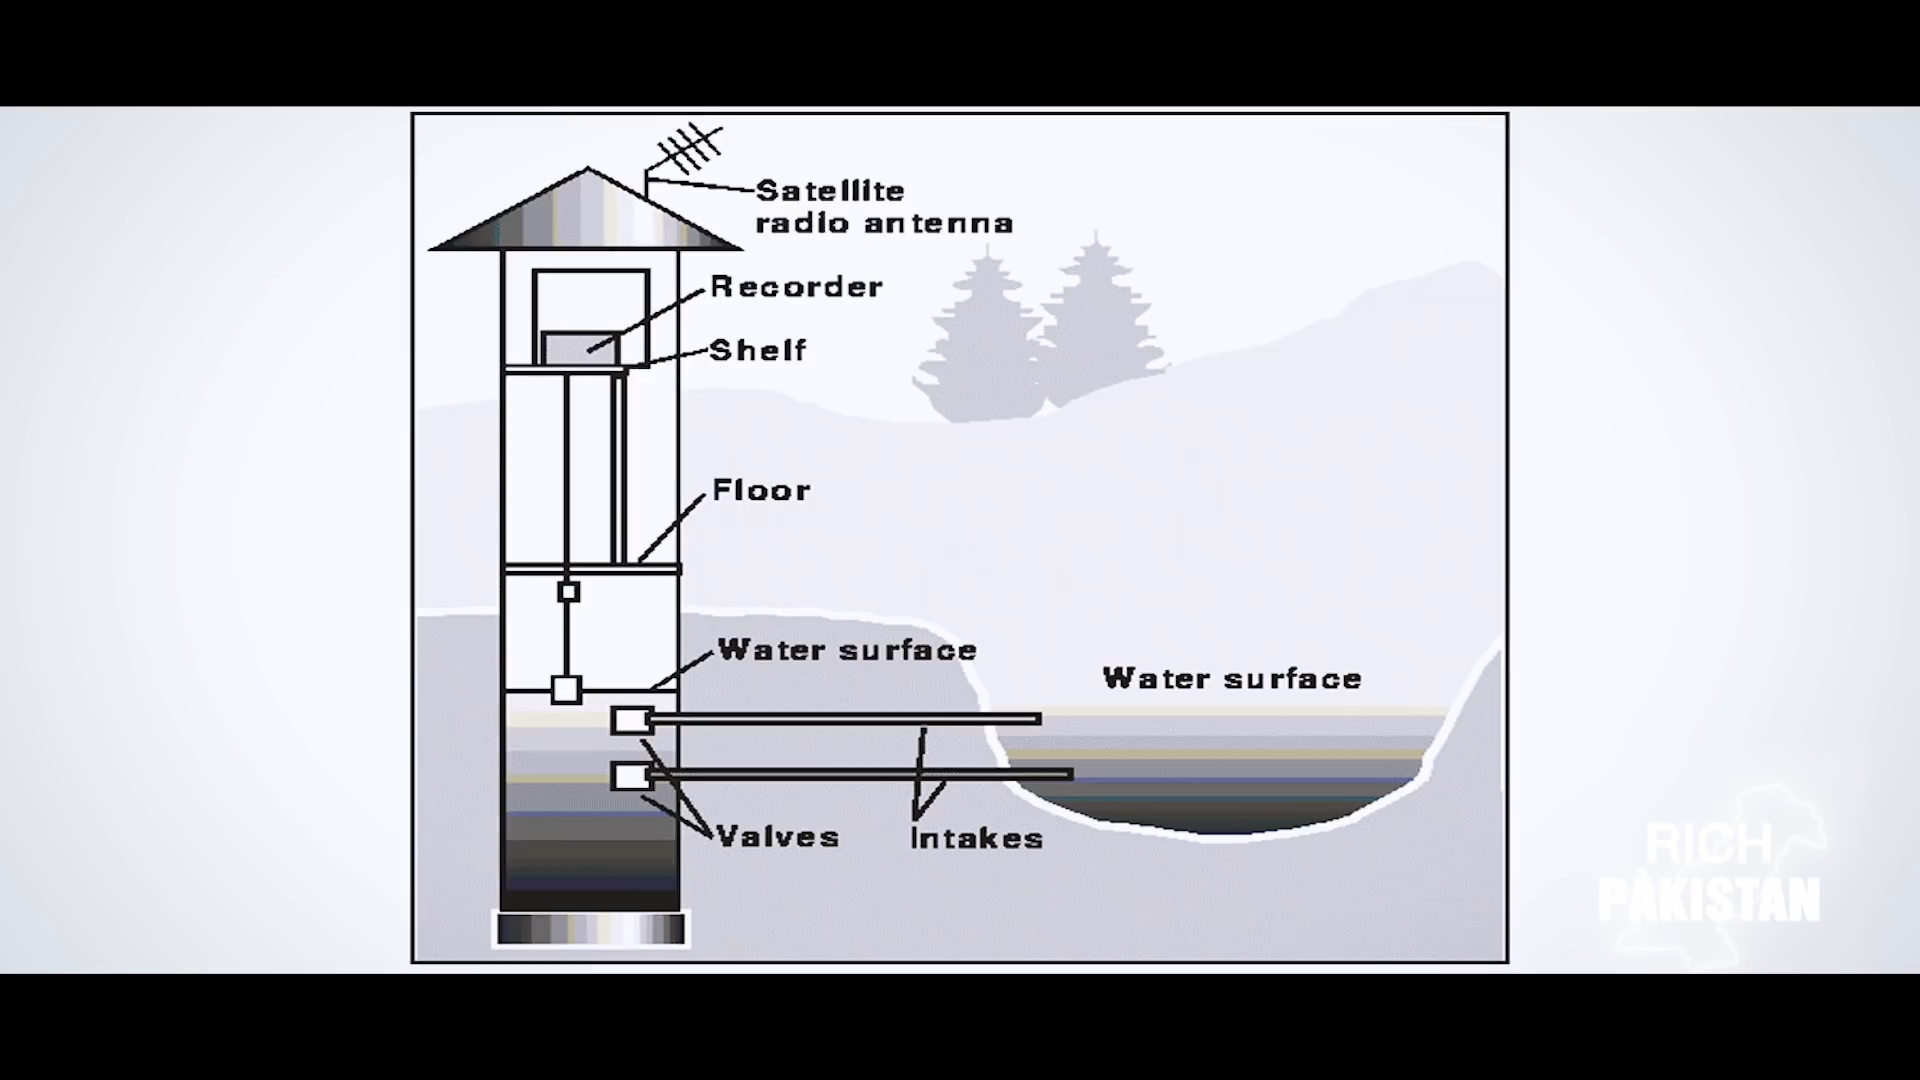 Satellite
radio antenna
Recorder
Shelf
Floor
Water surface
Water surface
Valves
Intakes
RICH
PAKISTAN